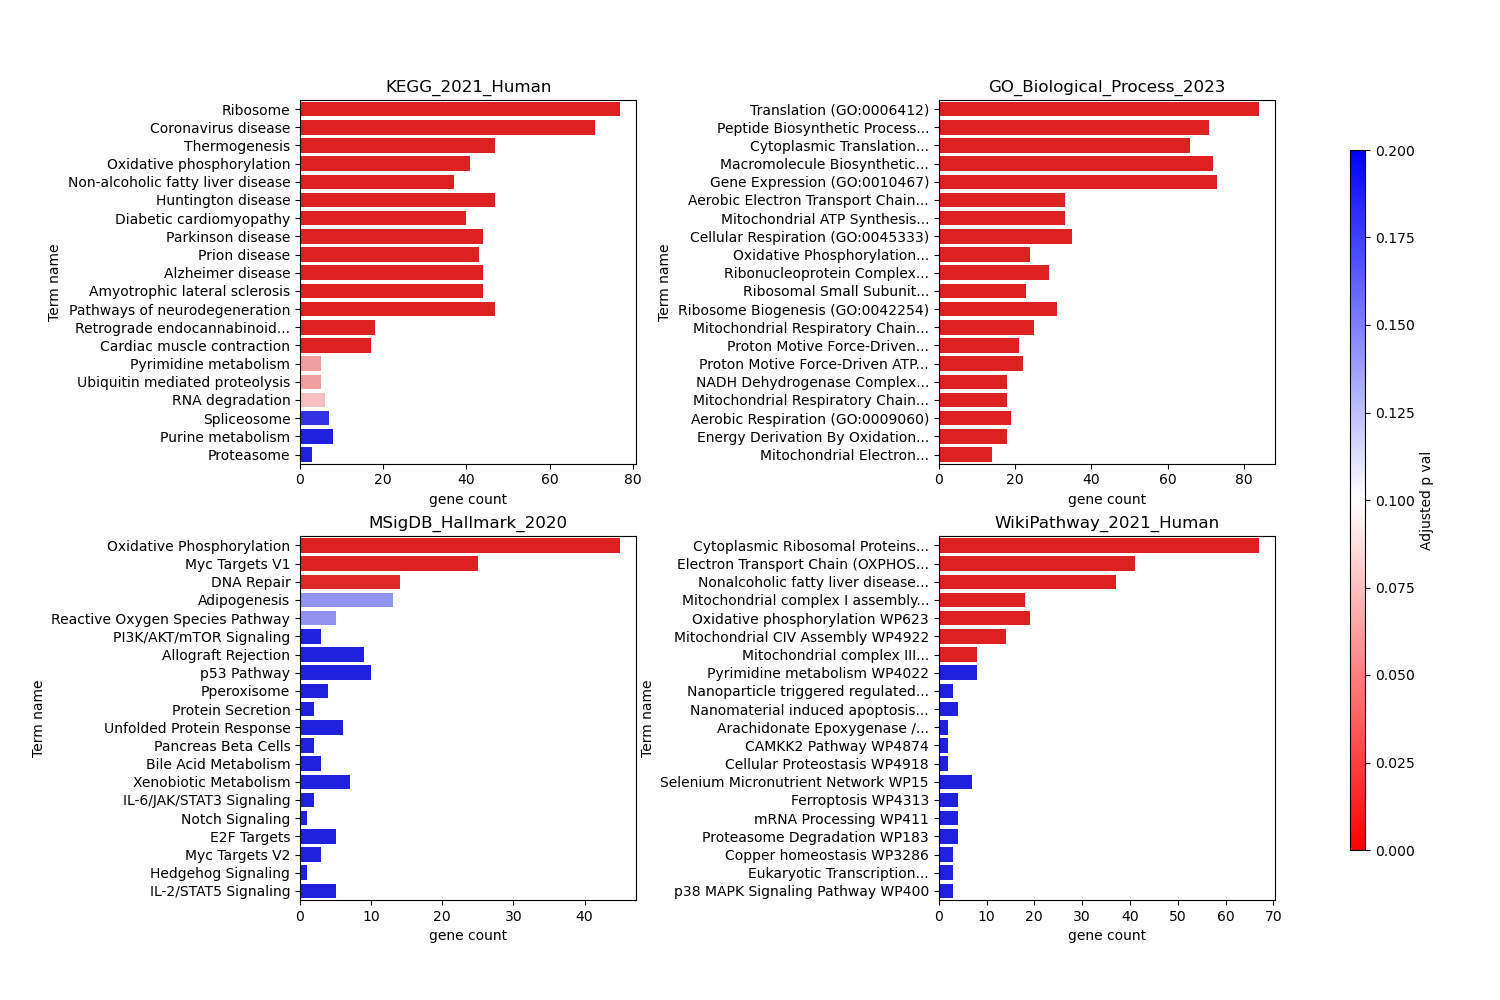 KEGG_2021_Human
Ribosome
Coronavirus disease
Thermogenesis
Oxidative phosphorylation
Non-alcoholic fatty liver disease
Huntington disease
Diabetic cardiomyopathy
Parkinson disease
Prion disease
Alzheimer disease
Amyotrophic lateral sclerosis
Pathways of neurodegeneration
Retrograde endocannabinoid...
Cardiac muscle contraction
Pyrimidine metabolism
Ubiquitin mediated proteolysis
RNA degradation
Spliceosome
Purine metabolism
Proteasome
Term name
0 20 40 60 80
gene count
GO_Biological_Process_2023
Translation (GO:0006412)
Peptide Biosynthetic Process...
Cytoplasmic Translation...
Macromolecule Biosynthetic...
Gene Expression (GO:0010467)
Aerobic Electron Transport Chain...
Mitochondrial ATP Synthesis...
Cellular Respiration (GO:0045333)
Oxidative Phosphorylation...
Ribonucleoprotein Complex...
Ribosomal Small Subunit...
Ribosome Biogenesis (GO:0042254)
Mitochondrial Respiratory Chain...
Proton Motive Force-Driven...
Proton Motive Force-Driven ATP...
NADH Dehydrogenase Complex...
Mitochondrial Respiratory Chain...
Aerobic Respiration (GO:0009060)
Energy Derivation By Oxidation...
Mitochondrial Electron...
Term name
0 20 40 60 80
gene count
MSigDB_Hallmark_2020
Oxidative Phosphorylation
Myc Targets V1
DNA Repair
Adipogenesis
Reactive Oxygen Species Pathway
PI3K/AKT/mTOR Signaling
Allograft Rejection
p53 Pathway
Pperoxisome
Protein Secretion
Unfolded Protein Response
Pancreas Beta Cells
Bile Acid Metabolism
Xenobiotic Metabolism
IL-6/JAK/STAT3 Signaling
Notch Signaling
E2F Targets
Myc Targets V2
Hedgehog Signaling
IL-2/STAT5 Signaling
Term name
0 10 20 30 40
gene count
WikiPathway_2021_Human
Cytoplasmic Ribosomal Proteins...
Electron Transport Chain (OXPHOS...
Nonalcoholic fatty liver disease...
Mitochondrial complex I assembly...
Oxidative phosphorylation WP623
Mitochondrial CIV Assembly WP4922
Mitochondrial complex III...
Pyrimidine metabolism WP4022
Nanoparticle triggered regulated...
Nanomaterial induced apoptosis...
Arachidonate Epoxygenase /...
CAMKK2 Pathway WP4874
Cellular Proteostasis WP4918
Selenium Micronutrient Network WP15
Ferroptosis WP4313
mRNA Processing WP411
Proteasome Degradation WP183
Copper homeostasis WP3286
Eukaryotic Transcription...
p38 MAPK Signaling Pathway WP400
Term name
0 10 20 30 40 50 60 70
gene count
0.200
0.175
0.150
0.125
0.100
0.075
0.050
0.025
0.000
Adjusted p val